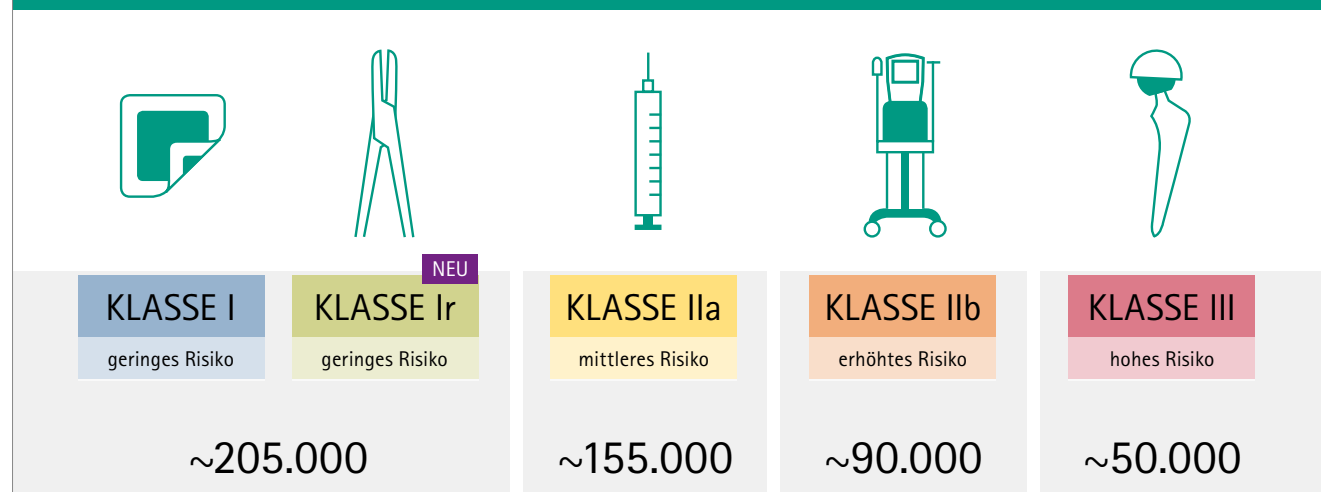 NEU
KLASSE I
KLASSE Ir
KLASSE IIa
KLASSE IIb
KLASSE III
geringes Risiko
geringes Risiko
mittleres Risiko
erhöhtes Risiko
hohes Risiko
~205.000
~155.000
~90.000
~50.000